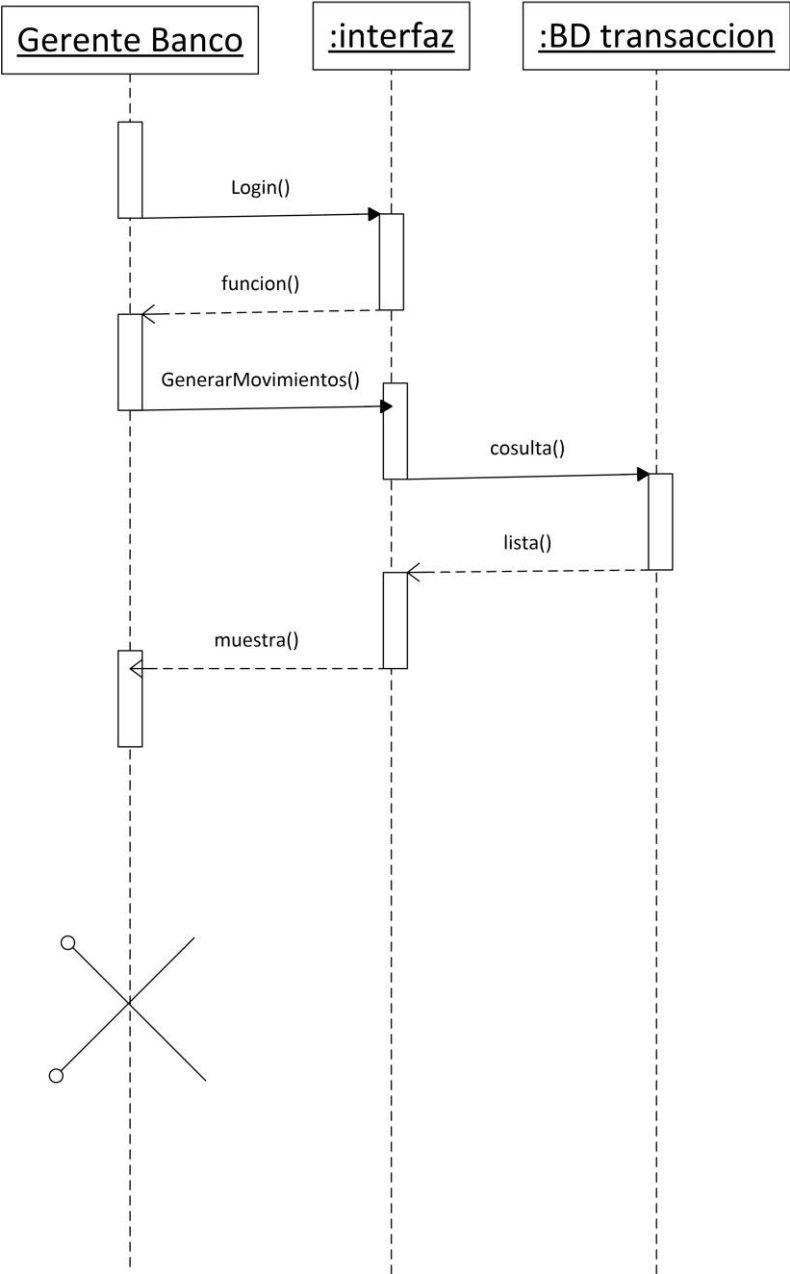 Gerente Banco
:interfaz
:BD transaccion
Login()
funcion()
GenerarMovimientos()
cosulta()
lista()
muestra()